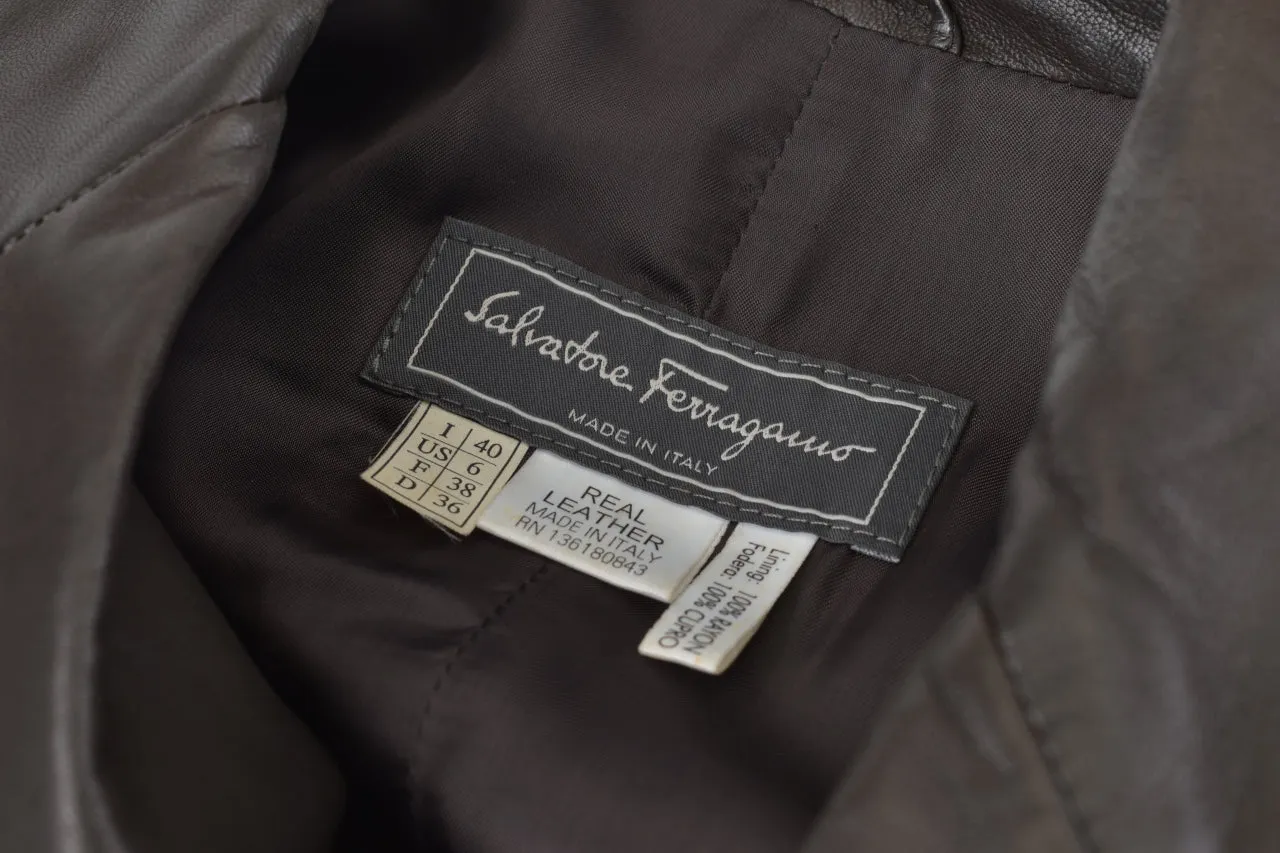 Salvatore Ferragamo
MADE IN ITALY
I 40
US 6
F 38
D 36
REAL
LEATHER
MADE IN ITALY
RN 136180843
Lining: 100% RAYON
Fodera: 100% CUPRO